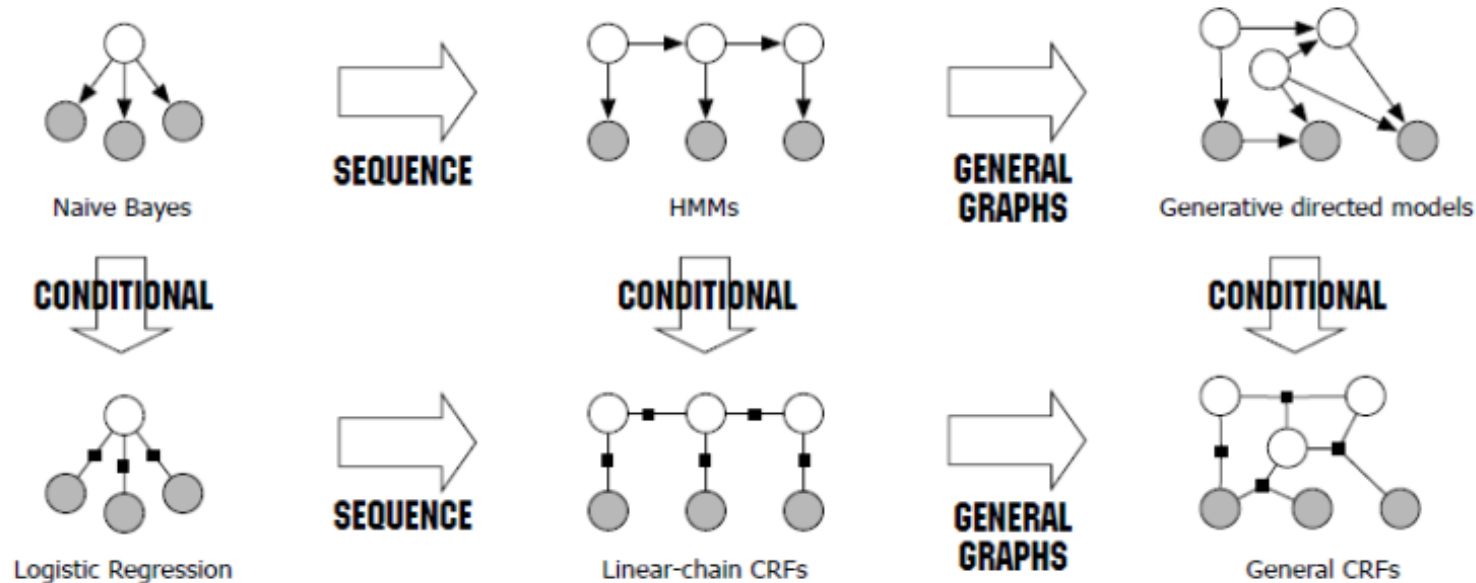 SEQUENCE
GENERAL
GRAPHS
Naive Bayes
HMMs
Generative directed models
CONDITIONAL
CONDITIONAL
CONDITIONAL
SEQUENCE
GENERAL
GRAPHS
Logistic Regression
Linear-chain CRFs
General CRFs